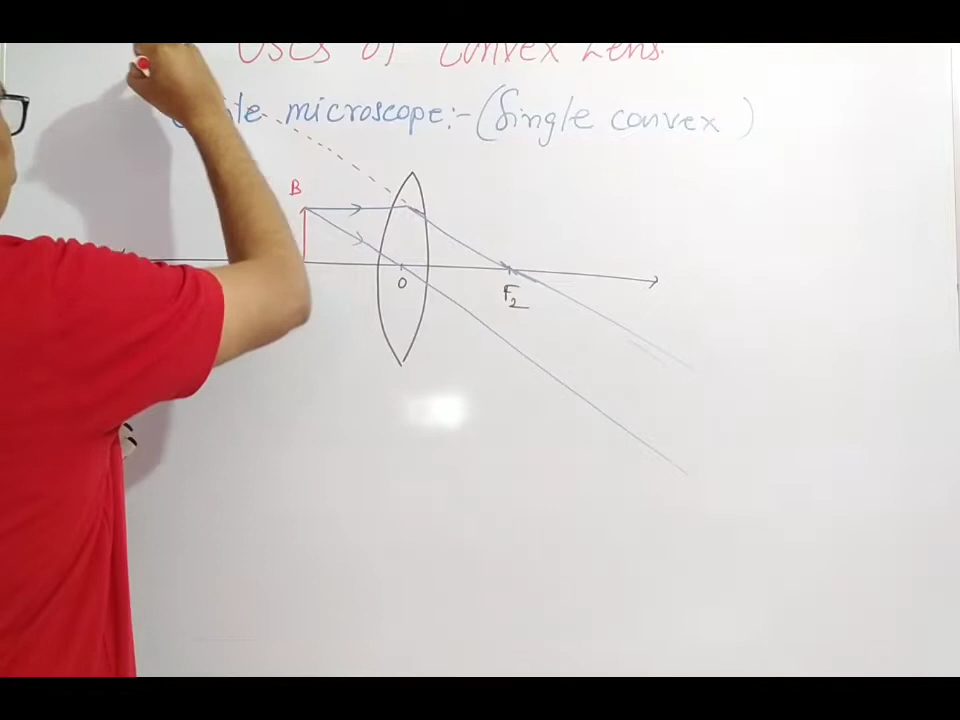 Uses of Convex Lens.
microscope:- (Single convex )
B
O
F2